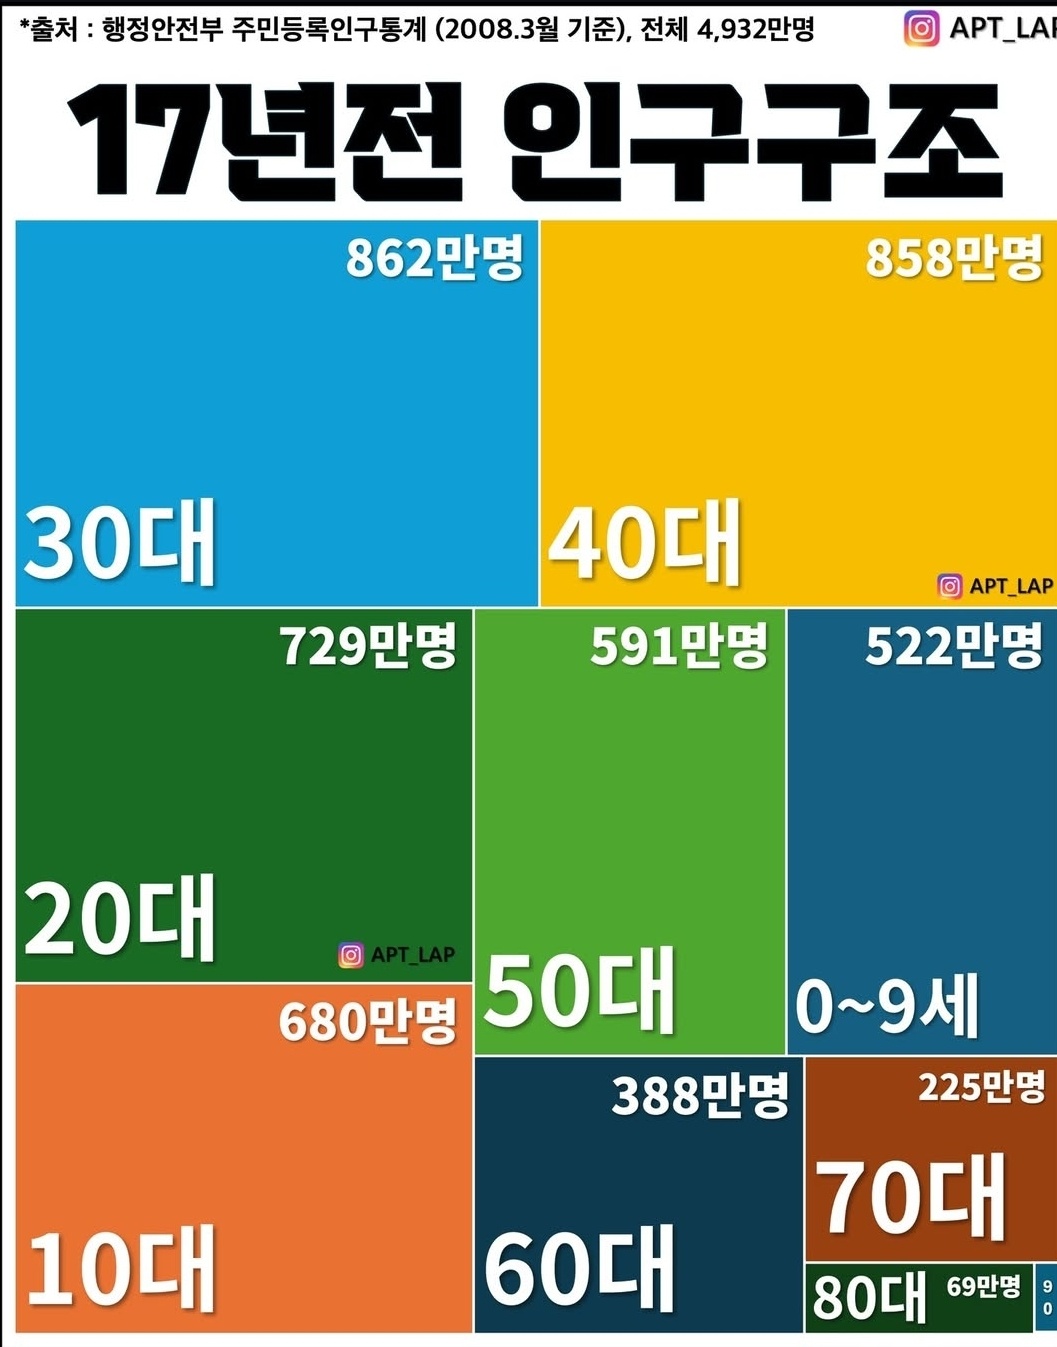 *출처 : 행정안전부 주민등록인구통계 (2008.3월 기준), 전체 4,932만명
APT_LAP
17년전 인구구조
862만명
30대
858만명
40대
APT_LAP
729만명
20대
APT_LAP
591만명
50대
522만명
0~9세
680만명
10대
388만명
60대
225만명
70대
80대 69만명
9
0